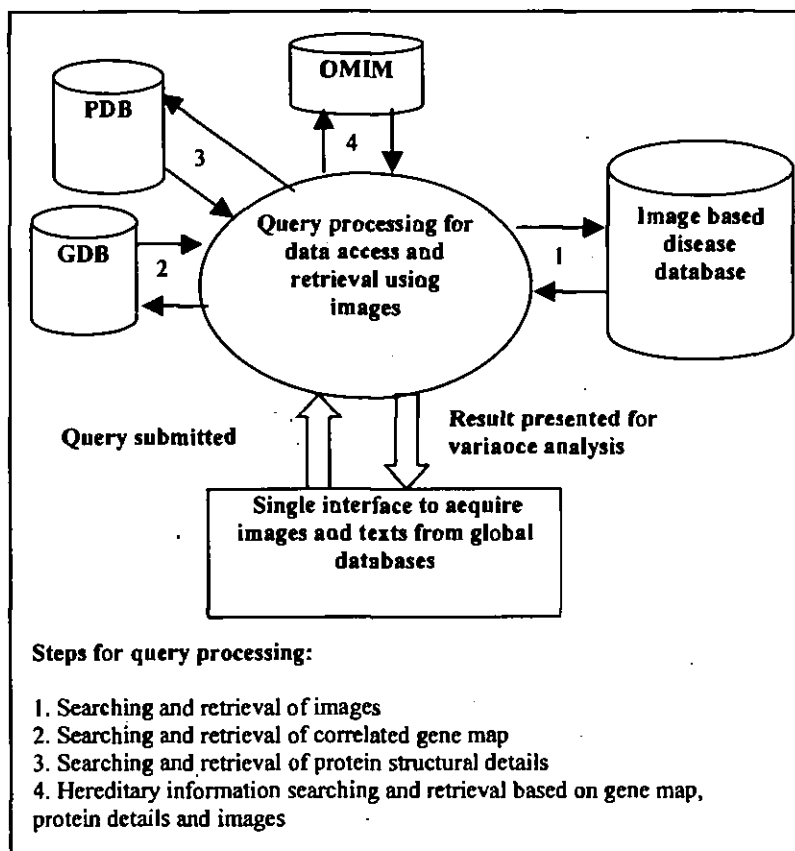 OMIM
PDB
4
3
Query processing for
data access and
retrieval using
images
Image based
disease
database
1
GDB
2
Query submitted
Result presented for
variaoce analysis
Single interface to acquire
images and texts from global
databases
Steps for query processing:
1. Searching and retrieval of images
2. Searching and retrieval of correlated gene map
3. Searching and retrieval of protein structural details
4. Hereditary information searching and retrieval based on gene map,
protein details and images